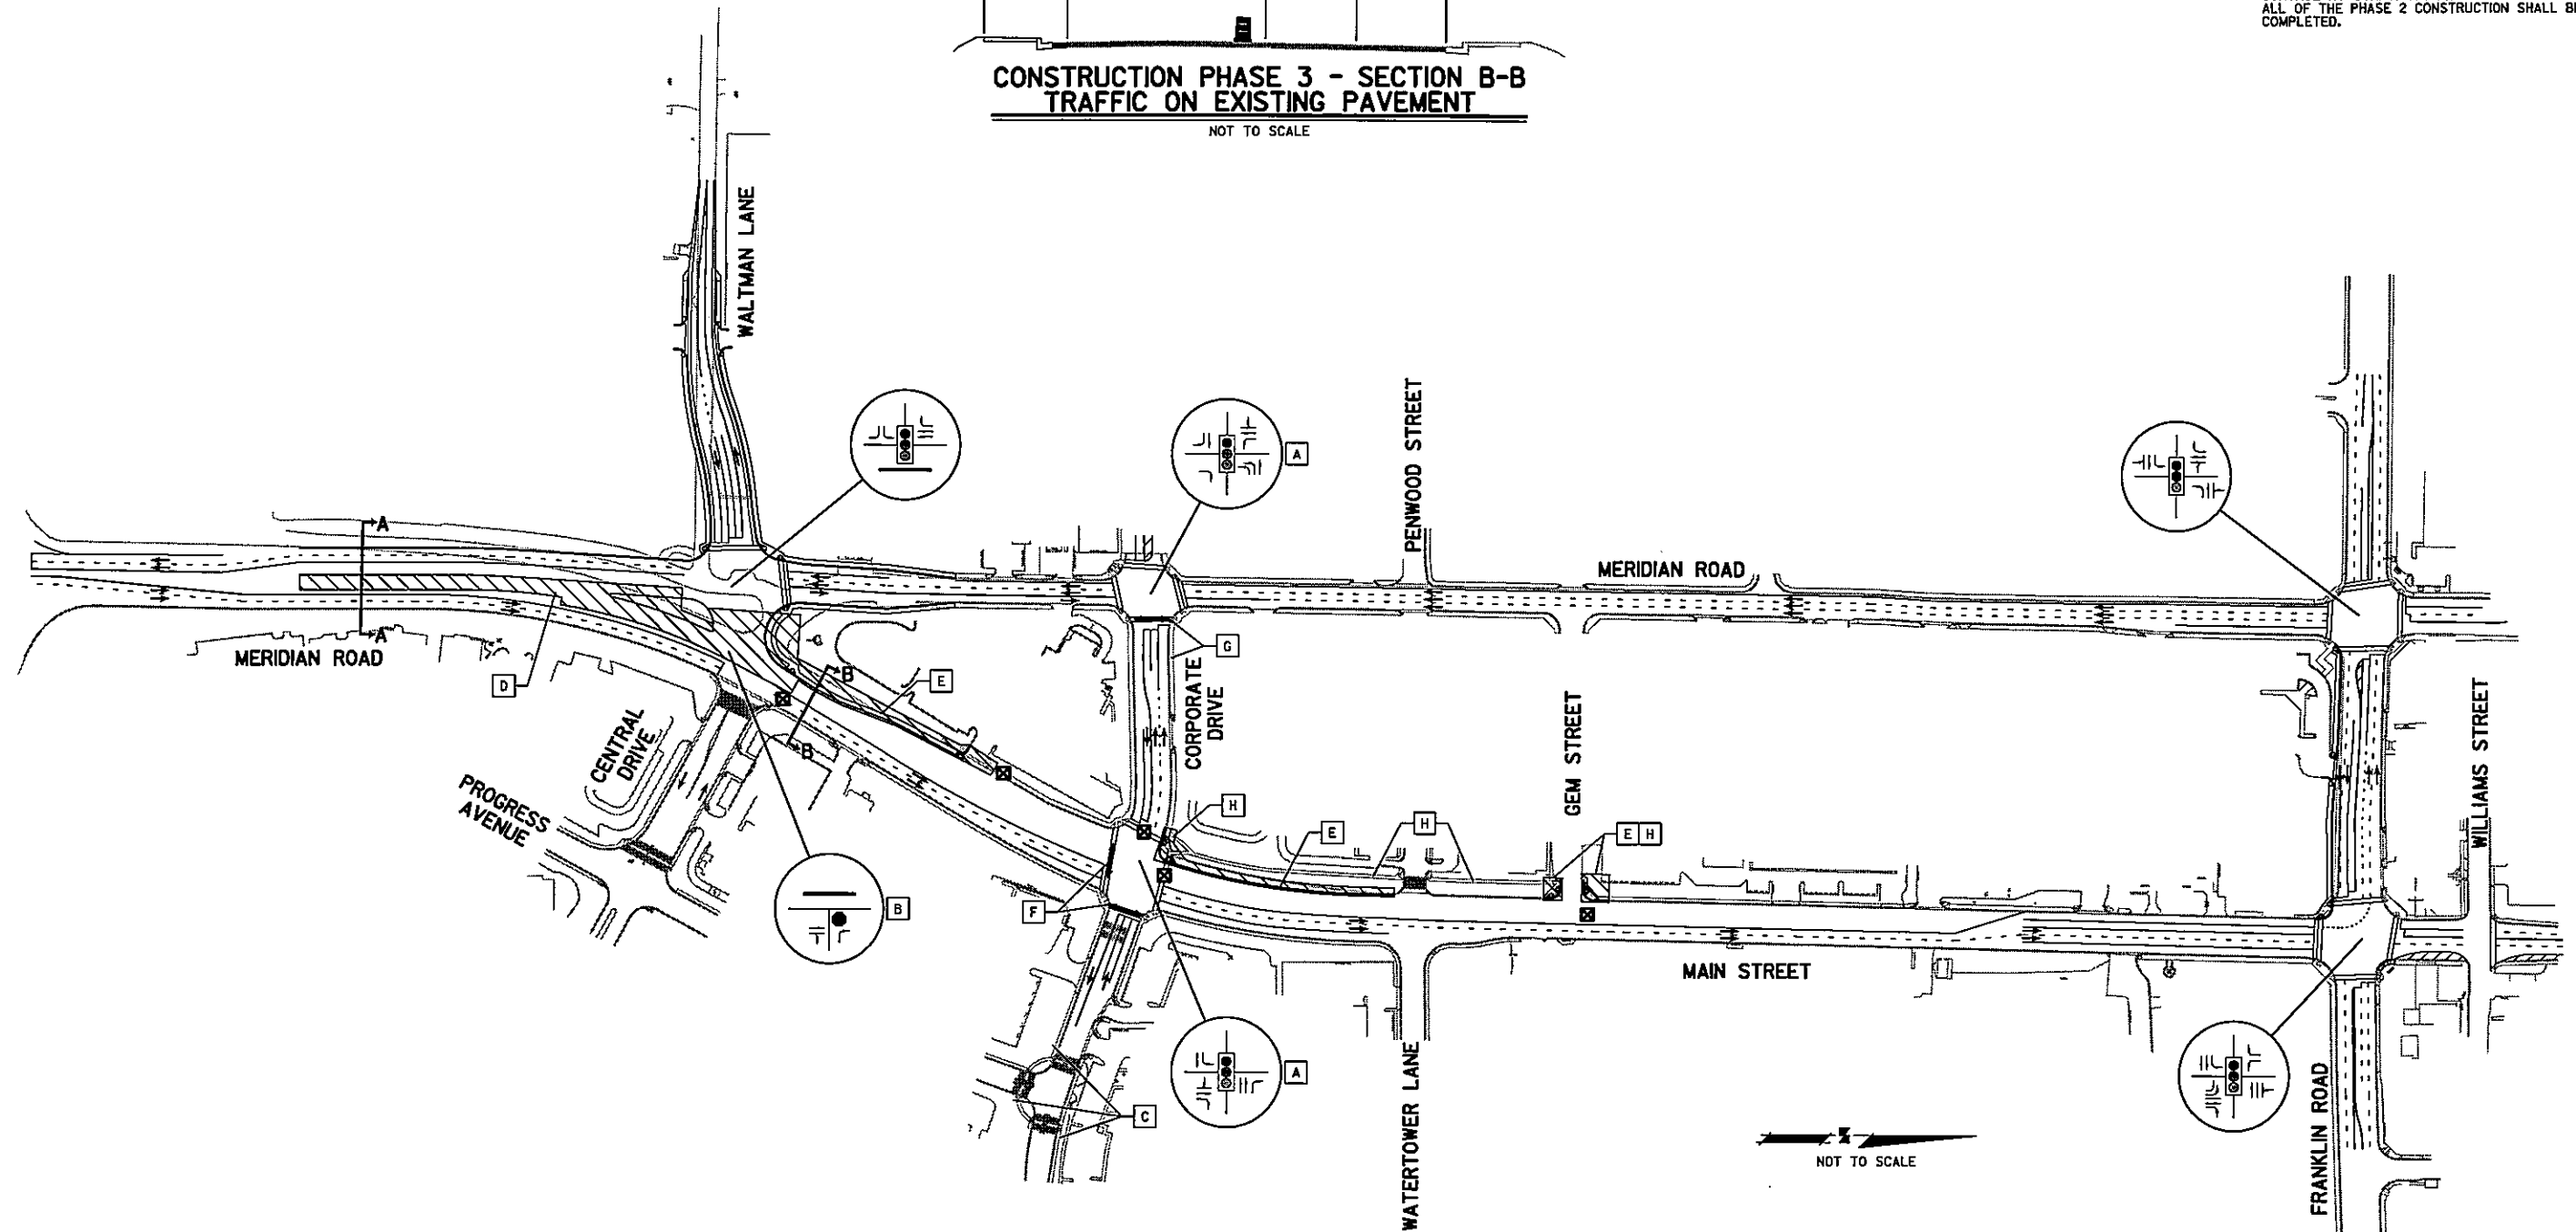 ALL OF THE PHASE 2 CONSTRUCTION SHALL BE
COMPLETED.
CONSTRUCTION PHASE 3 - SECTION B-B
TRAFFIC ON EXISTING PAVEMENT
NOT TO SCALE
WALTMAN LANE
PENWOOD STREET
A
A
MERIDIAN ROAD
A
MERIDIAN ROAD
D
B
B
E
G
CORPORATE
DRIVE
GEM STREET
WILLIAMS STREET
CENTRAL
DRIVE
PROGRESS
AVENUE
H
E
H
E H
B
F
MAIN STREET
A
C
WATERTOWER LANE
N
NOT TO SCALE
FRANKLIN ROAD